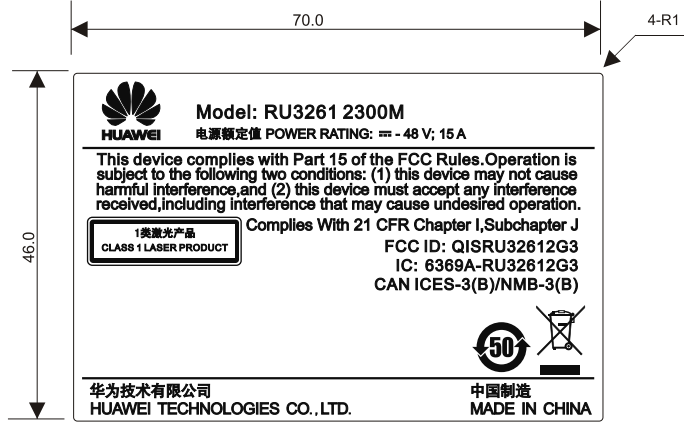 70.0
4-R1
46.0
HUAWEI
Model: RU3261 2300M
电源额定值 POWER RATING: ⎓ - 48 V; 15 A
This device complies with Part 15 of the FCC Rules.Operation is
subject to the following two conditions: (1) this device may not cause
harmful interference,and (2) this device must accept any interference
received,including interference that may cause undesired operation.
1类激光产品
CLASS 1 LASER PRODUCT
Complies With 21 CFR Chapter I,Subchapter J
FCC ID: QISRU32612G3
IC: 6369A-RU32612G3
CAN ICES-3(B)/NMB-3(B)
50
华为技术有限公司
HUAWEI TECHNOLOGIES CO.,LTD.
中国制造
MADE IN CHINA